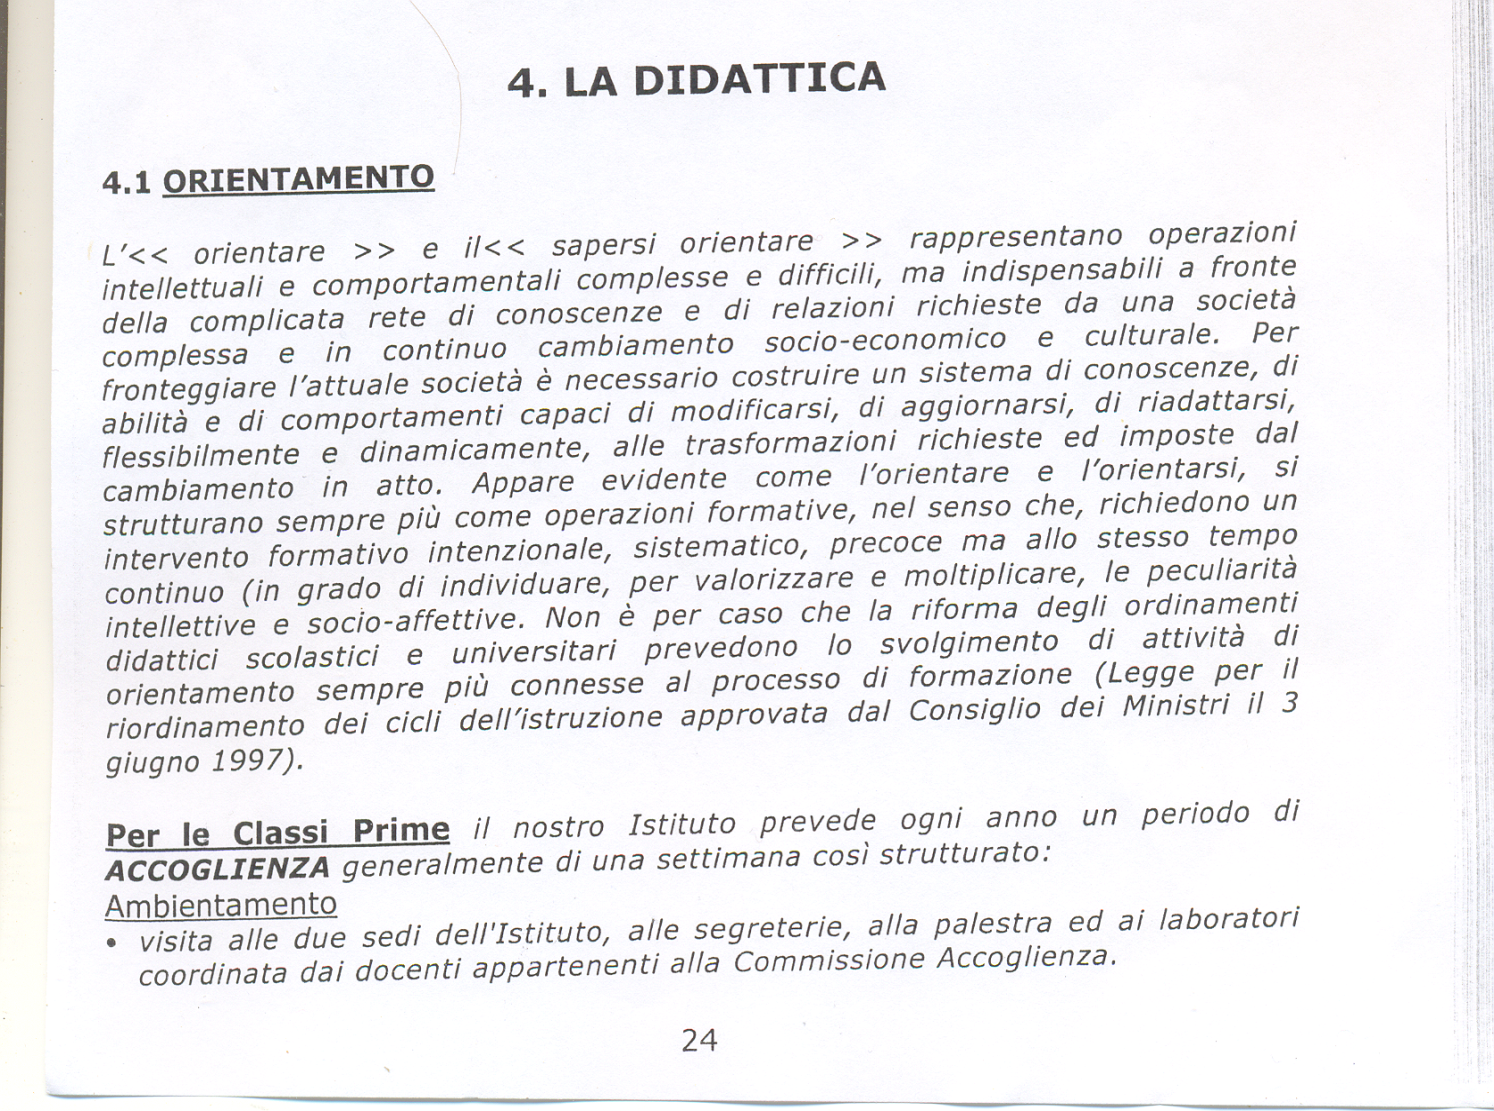 4. LA DIDATTICA
4.1 ORIENTAMENTO
L'<< orientare >> e il<< sapersi orientare >> rappresentano operazioni
intellettuali e comportamentali complesse e difficili, ma indispensabili a fronte
della complicata rete di conoscenze e di relazioni richieste da una società
complessa e in continuo cambiamento socio-economico e culturale. Per
fronteggiare l'attuale società è necessario costruire un sistema di conoscenze, di
abilità e di comportamenti capaci di modificarsi, di aggiornarsi, di riadattarsi,
flessibilmente e dinamicamente, alle trasformazioni richieste ed imposte dal
cambiamento in atto. Appare evidente come l'orientare e l'orientarsi, si
strutturano sempre più come operazioni formative, nel senso che, richiedono un
intervento formativo intenzionale, sistematico, precoce ma allo stesso tempo
continuo (in grado di individuare, per valorizzare e moltiplicare, le peculiarità
intellettive e socio-affettive. Non è per caso che la riforma degli ordinamenti
didattici scolastici e universitari prevedono lo svolgimento di attività di
orientamento sempre più connesse al processo di formazione (Legge per il
riordinamento dei cicli dell'istruzione approvata dal Consiglio dei Ministri il 3
giugno 1997).
Per le Classi Prime il nostro Istituto prevede ogni anno un periodo di
ACCOGLIENZA generalmente di una settimana così strutturato:
Ambientamento
• visita alle due sedi dell'Istituto, alle segreterie, alla palestra ed ai laboratori
coordinata dai docenti appartenenti alla Commissione Accoglienza.
24